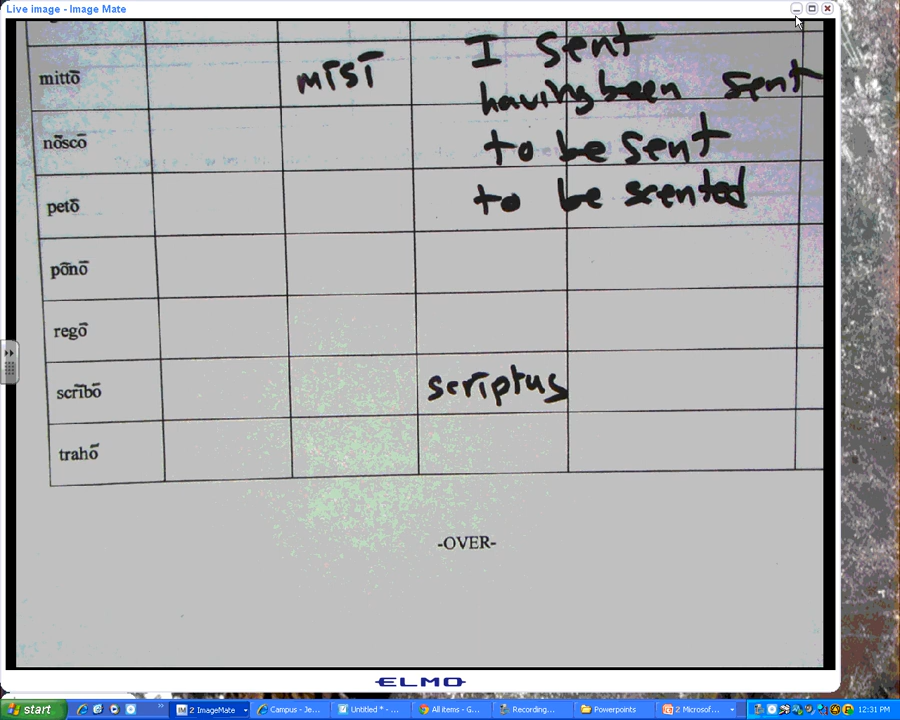 Live image - Image Mate
mittō
mīsī
I sent
having been sent
nōscō
to be sent
petō
to be scented
pōnō
regō
scrībō
scrīptus
trahō
-OVER-
ELMO
start
2 ImageMate
Campus - Je...
Untitled * - ...
All items - G...
Recording...
Powerpoints
2 Microsof...
12:31 PM